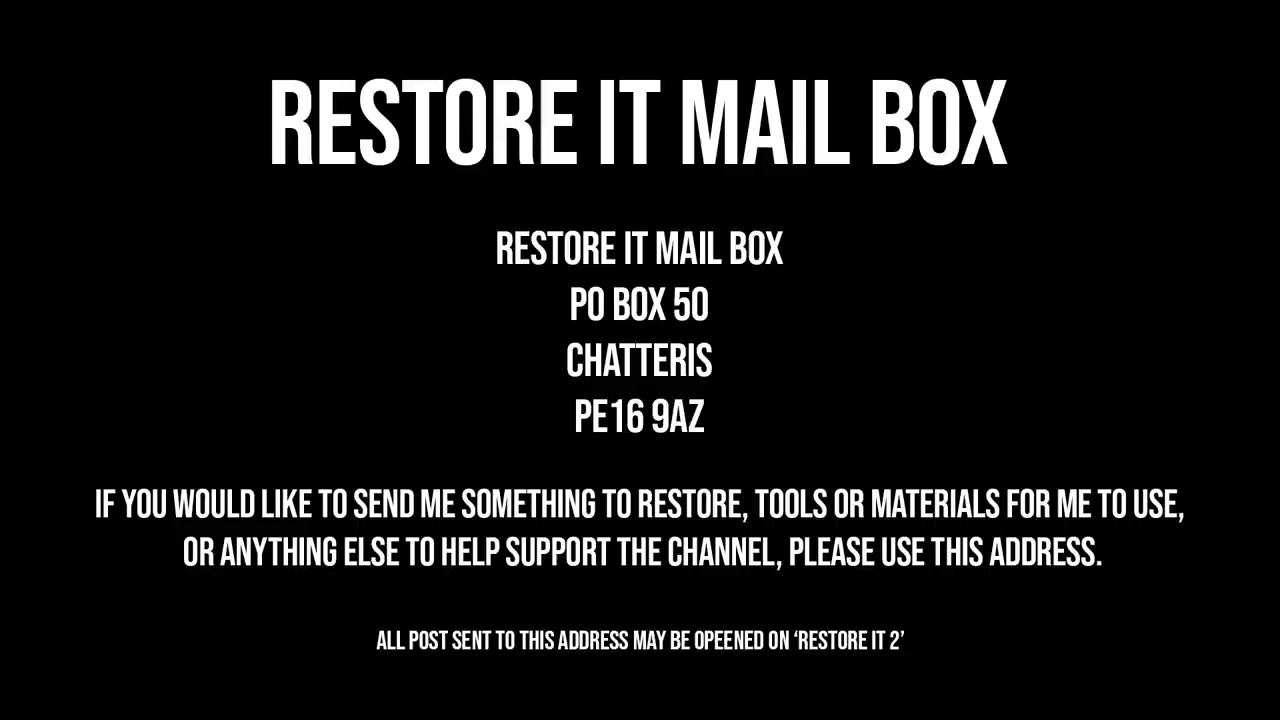 RESTORE IT MAIL BOX
RESTORE IT MAIL BOX
PO BOX 50
CHATTERIS
PE16 9AZ
IF YOU WOULD LIKE TO SEND ME SOMETHING TO RESTORE, TOOLS OR MATERIALS FOR ME TO USE,
OR ANYTHING ELSE TO HELP SUPPORT THE CHANNEL, PLEASE USE THIS ADDRESS.
ALL POST SENT TO THIS ADDRESS MAY BE OPEENED ON ‘RESTORE IT 2’